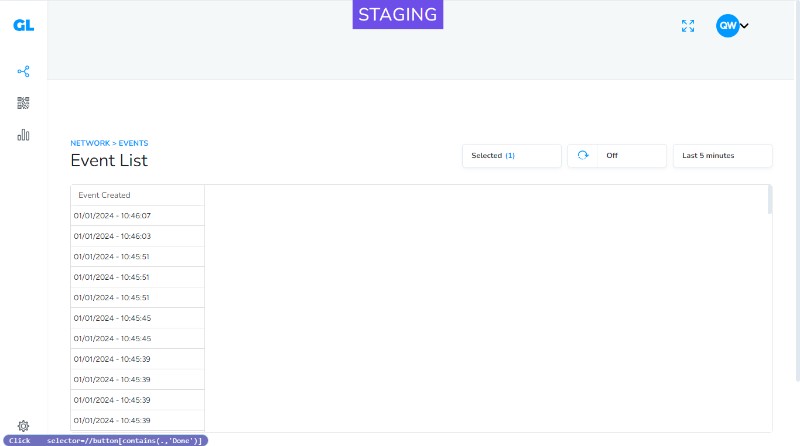 STAGING
GL
QW
NETWORK > EVENTS
Event List
Selected (1)
Off
Last 5 minutes
Event Created
01/01/2024 - 10:46:07
01/01/2024 - 10:46:03
01/01/2024 - 10:45:51
01/01/2024 - 10:45:51
01/01/2024 - 10:45:51
01/01/2024 - 10:45:45
01/01/2024 - 10:45:45
01/01/2024 - 10:45:39
01/01/2024 - 10:45:39
01/01/2024 - 10:45:39
01/01/2024 - 10:45:39
Click selector=//button[contains(.,'Done')]